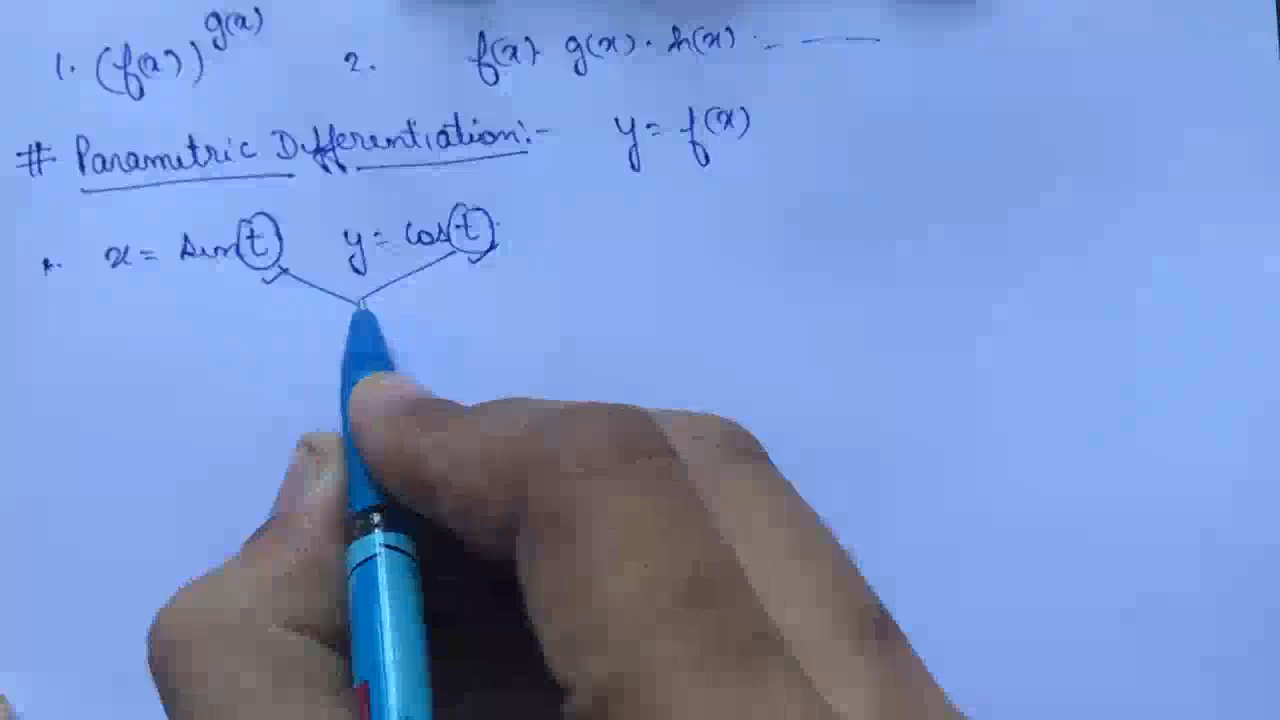 1. (f(x))^g(x) 2. f(x) g(x) · h(x) · - ——
# Parametric Differentiation:- y = f(x)
x = sin t y = cos t